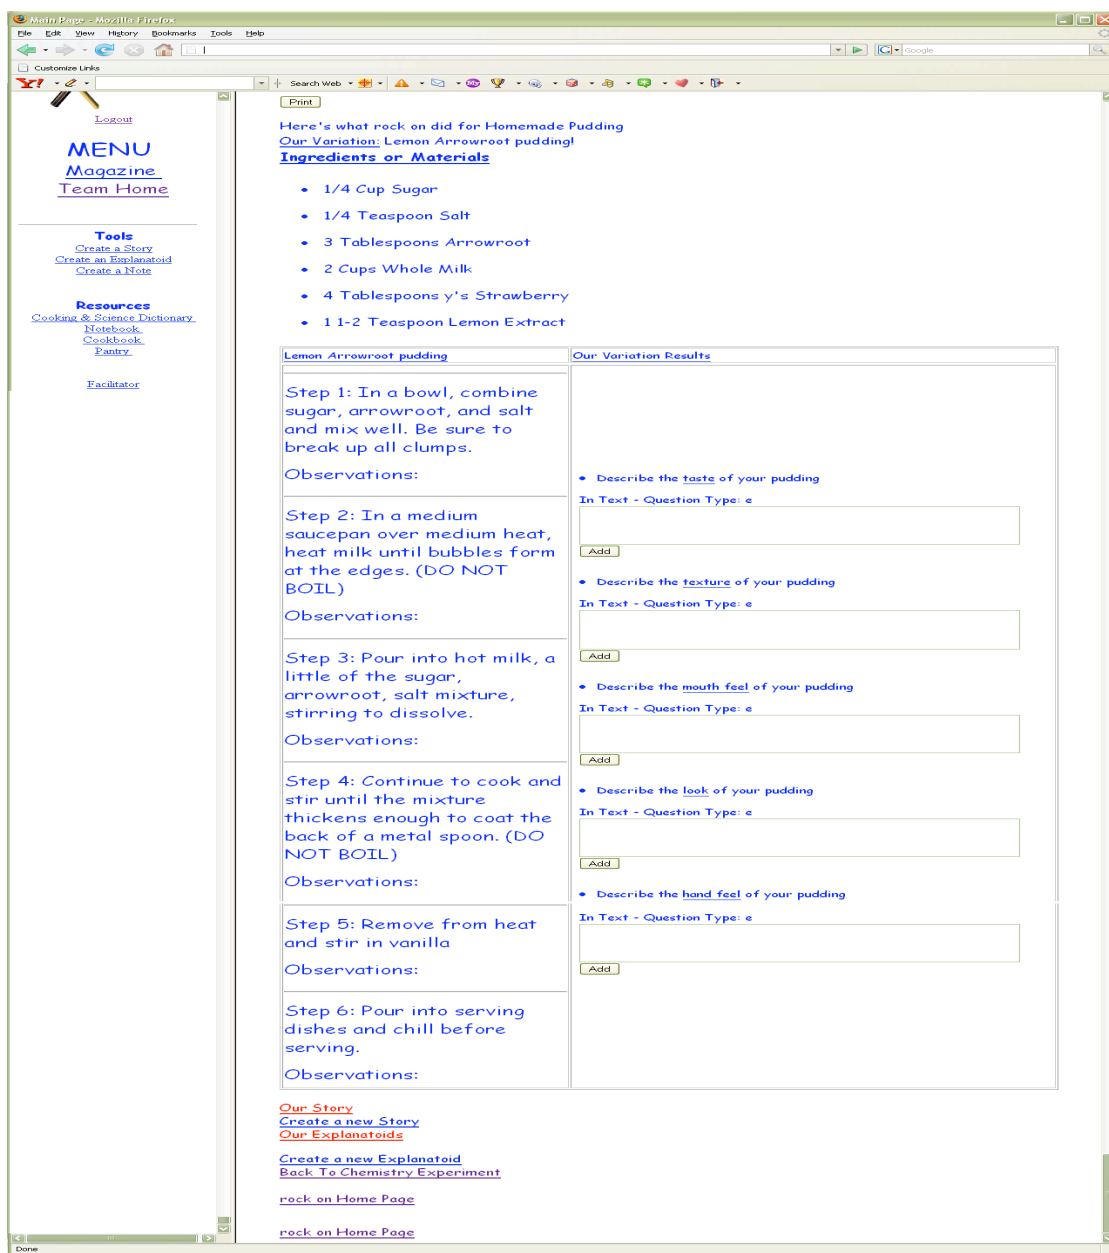 Main Page - Mozilla Firefox
File Edit View History Bookmarks Tools Help
Google
Customize Links
Search Web
Logout
MENU
Magazine
Team Home
Tools
Create a Story
Create an Explanatoid
Create a Note
Resources
Cooking & Science Dictionary
Notebook
Cookbook
Pantry
Facilitator
Print
Here's what rock on did for Homemade Pudding
Our Variation: Lemon Arrowroot pudding!
Ingredients or Materials
• 1/4 Cup Sugar
• 1/4 Teaspoon Salt
• 3 Tablespoons Arrowroot
• 2 Cups Whole Milk
• 4 Tablespoons y's Strawberry
• 1 1-2 Teaspoon Lemon Extract
Lemon Arrowroot pudding
Step 1: In a bowl, combine
sugar, arrowroot, and salt
and mix well. Be sure to
break up all clumps.
Observations:
Step 2: In a medium
saucepan over medium heat,
heat milk until bubbles form
at the edges. (DO NOT
BOIL)
Observations:
Step 3: Pour into hot milk, a
little of the sugar,
arrowroot, salt mixture,
stirring to dissolve.
Observations:
Step 4: Continue to cook and
stir until the mixture
thickens enough to coat the
back of a metal spoon. (DO
NOT BOIL)
Observations:
Step 5: Remove from heat
and stir in vanilla
Observations:
Step 6: Pour into serving
dishes and chill before
serving.
Observations:
Our Variation Results
• Describe the taste of your pudding
In Text - Question Type: e
Add
• Describe the texture of your pudding
In Text - Question Type: e
Add
• Describe the mouth feel of your pudding
In Text - Question Type: e
Add
• Describe the look of your pudding
In Text - Question Type: e
Add
• Describe the hand feel of your pudding
In Text - Question Type: e
Add
Our Story
Create a new Story
Our Explanatoids
Create a new Explanatoid
Back To Chemistry Experiment
rock on Home Page
rock on Home Page
Done